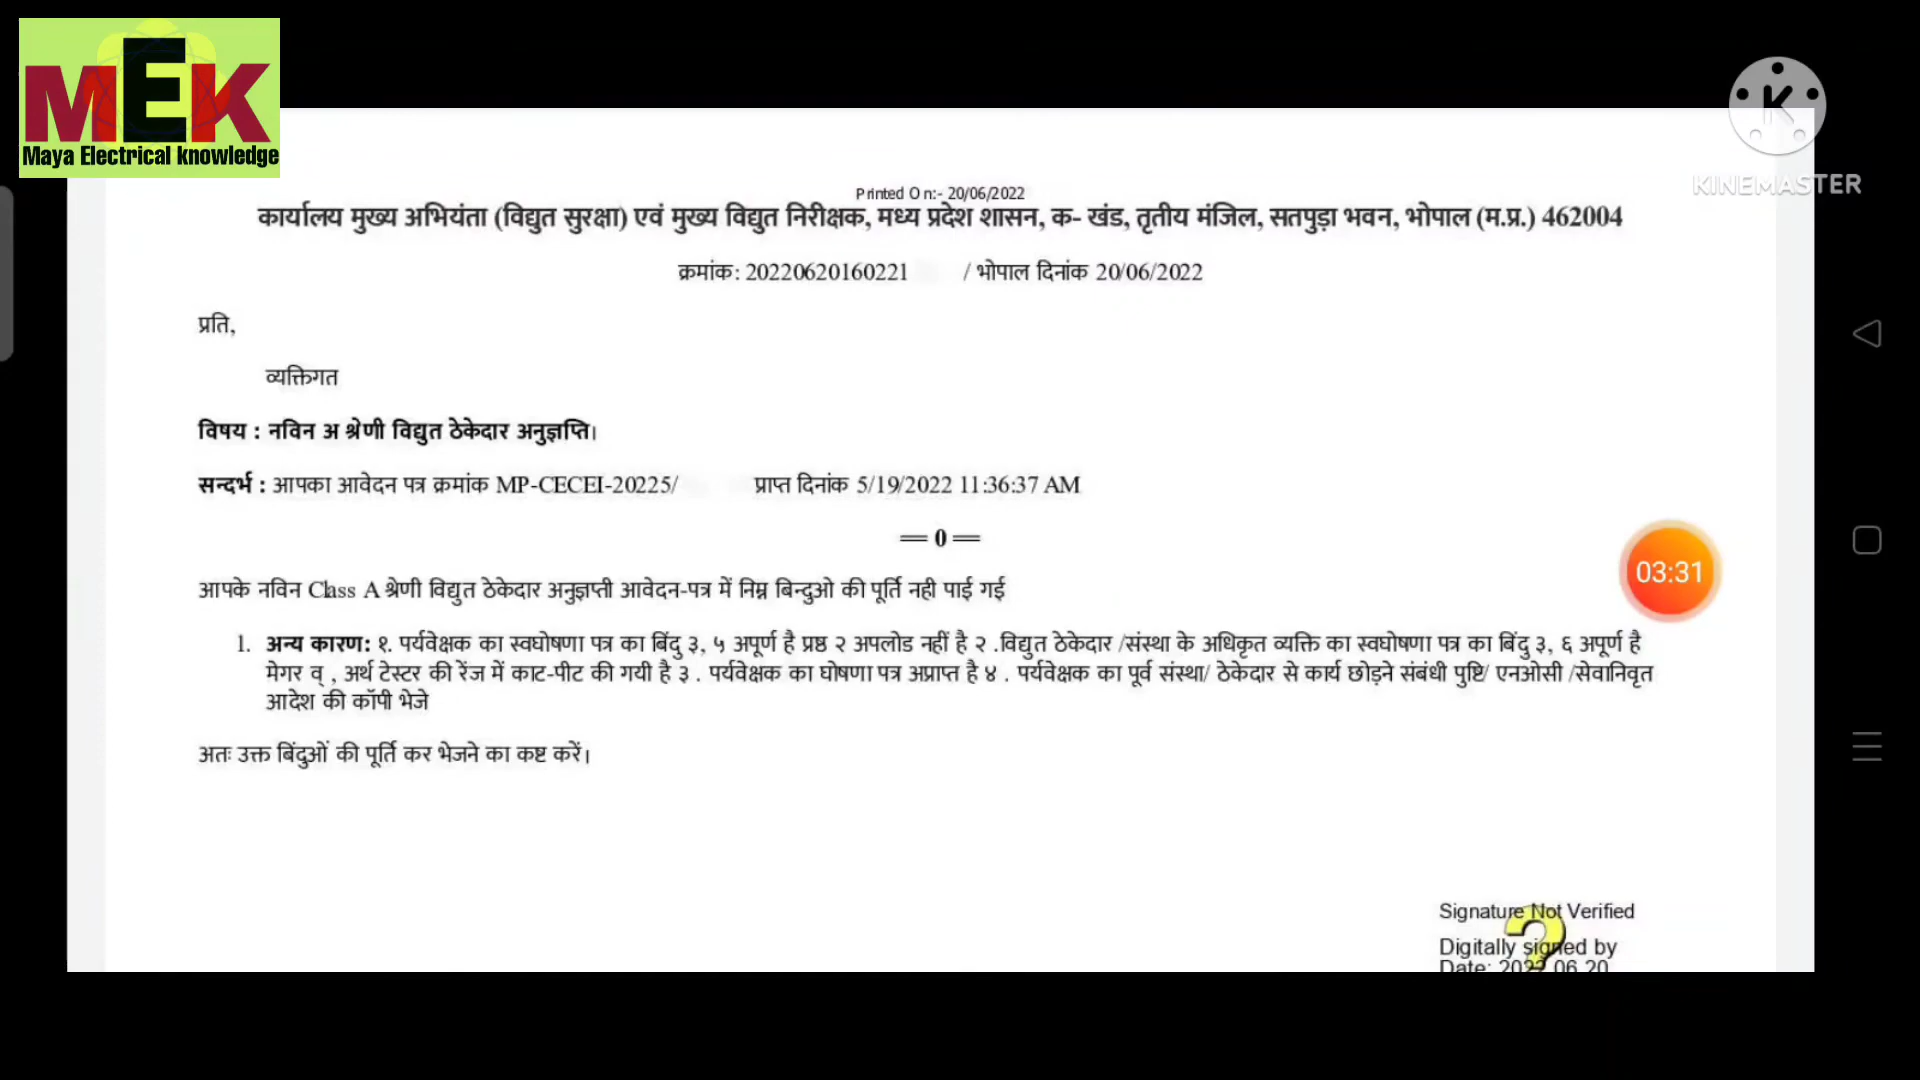 MEK
Maya Electrical knowledge
KINEMASTER
Printed On:- 20/06/2022
कार्यालय मुख्य अभियंता (विद्युत सुरक्षा) एवं मुख्य विद्युत निरीक्षक, मध्य प्रदेश शासन, क- खंड, तृतीय मंजिल, सतपुड़ा भवन, भोपाल (म.प्र.) 462004
क्रमांक: 20220620160221 / भोपाल दिनांक 20/06/2022
प्रति,
व्यक्तिगत
विषय : नविन अ श्रेणी विद्युत ठेकेदार अनुज्ञप्ति।
सन्दर्भ : आपका आवेदन पत्र क्रमांक MP-CECEI-20225/ प्राप्त दिनांक 5/19/2022 11:36:37 AM
== 0 ==
आपके नविन Class A श्रेणी विद्युत ठेकेदार अनुज्ञप्ती आवेदन-पत्र में निम्न बिन्दुओ की पूर्ति नही पाई गई
03:31
1. अन्य कारण: १. पर्यवेक्षक का स्वघोषणा पत्र का बिंदु ३, ५ अपूर्ण है प्रष्ठ २ अपलोड नहीं है २ .विद्युत ठेकेदार /संस्था के अधिकृत व्यक्ति का स्वघोषणा पत्र का बिंदु ३, ६ अपूर्ण है
मेगर व् , अर्थ टेस्टर की रेंज में काट-पीट की गयी है ३ . पर्यवेक्षक का घोषणा पत्र अप्राप्त है ४ . पर्यवेक्षक का पूर्व संस्था/ ठेकेदार से कार्य छोड़ने संबंधी पुष्टि/ एनओसी /सेवानिवृत
आदेश की कॉपी भेजे
अतः उक्त बिंदुओं की पूर्ति कर भेजने का कष्ट करें।
Signature Not Verified
Digitally signed by
Date: 2022.06.20